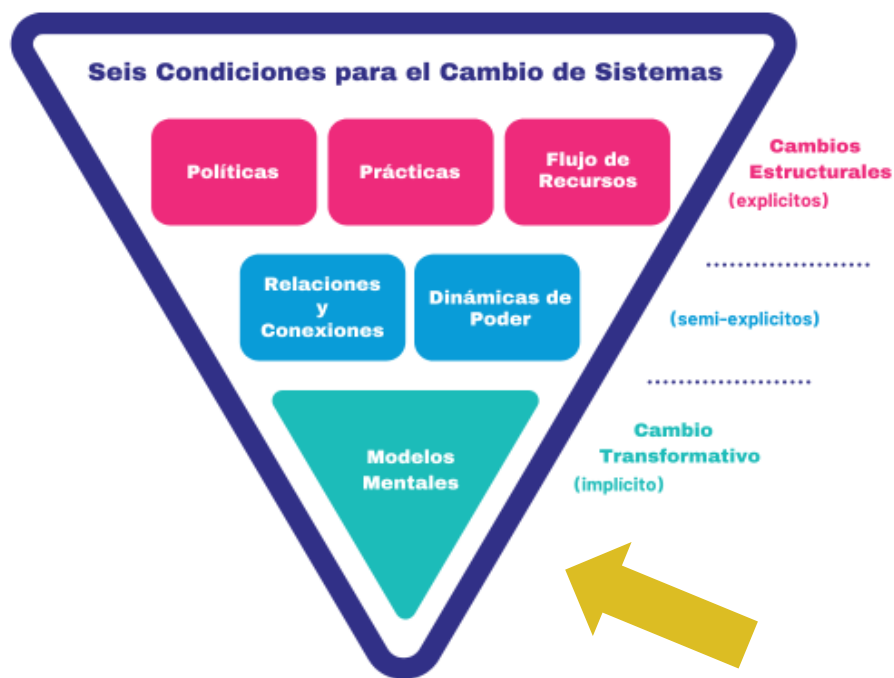 Seis Condiciones para el Cambio de Sistemas
Políticas
Prácticas
Flujo de
Recursos
Cambios
Estructurales
(explicitos)
Relaciones
y
Conexiones
Dinámicas de
Poder
(semi-explicitos)
Modelos
Mentales
Cambio
Transformativo
(implícito)